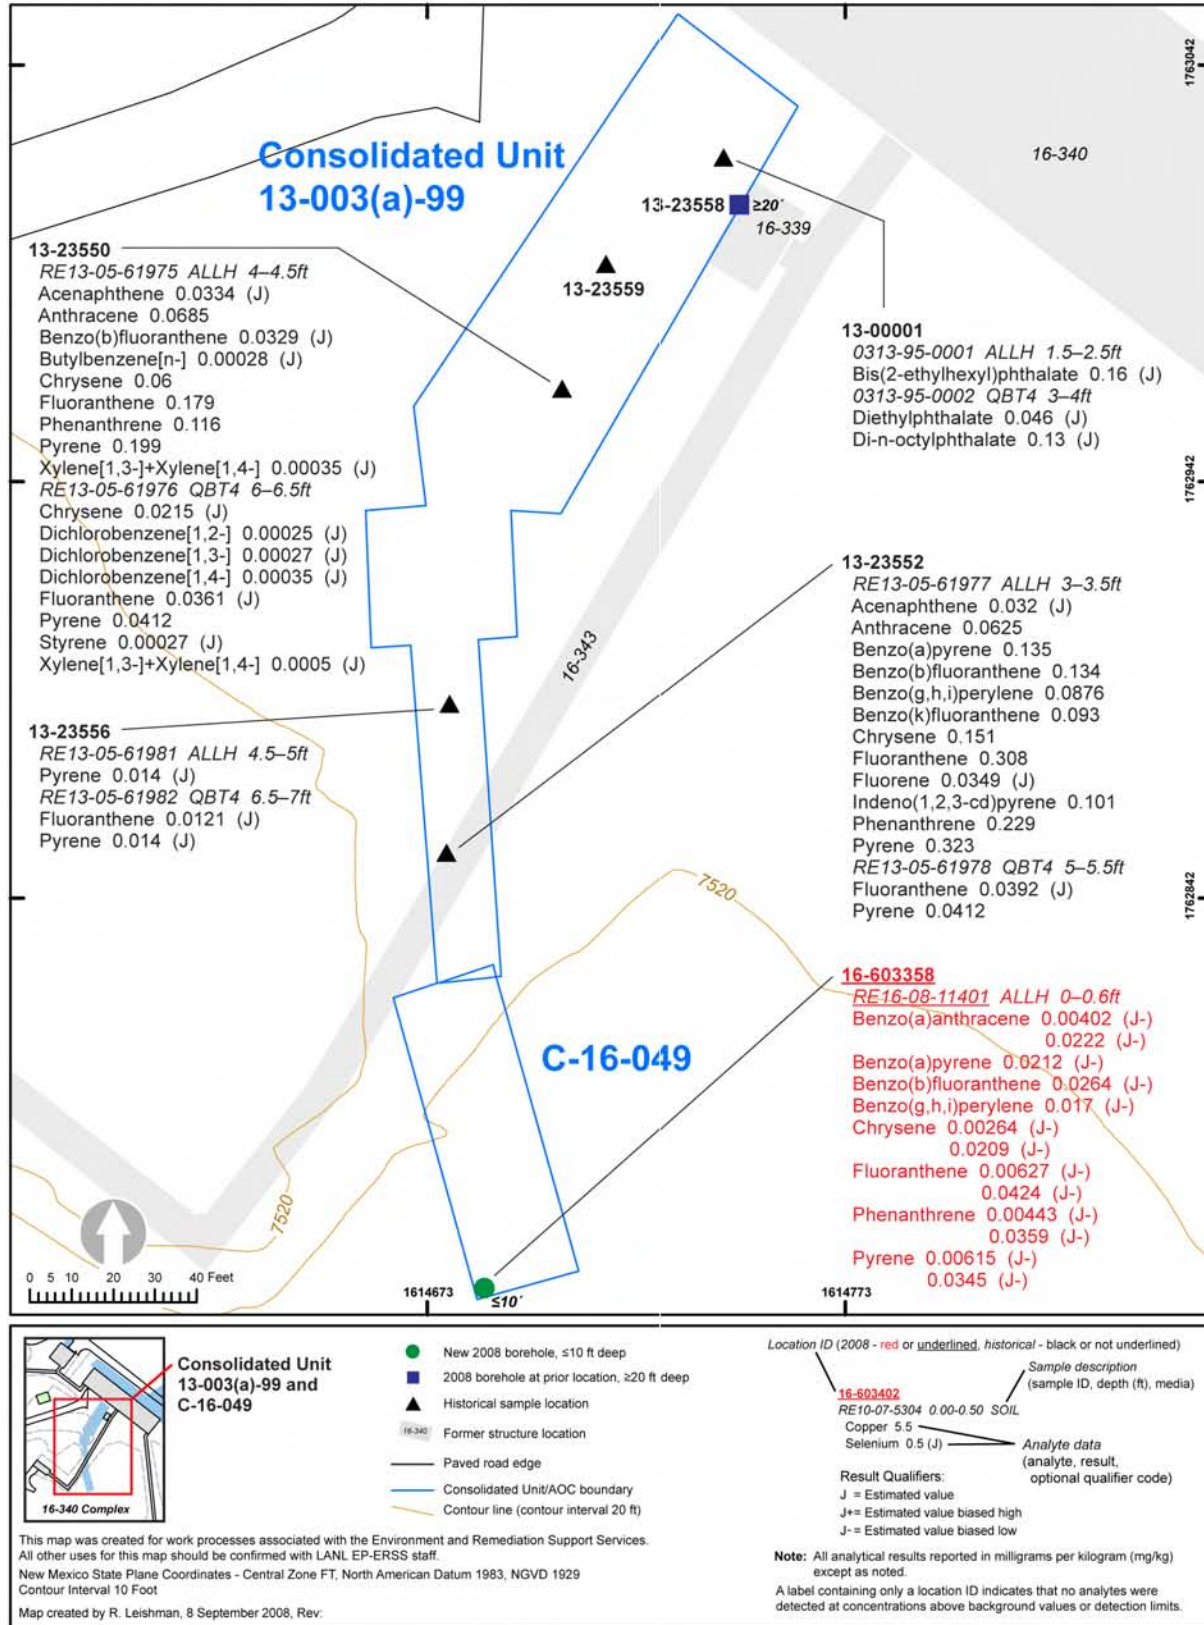 1763042
16-340
Consolidated Unit
13-003(a)-99
13-23558
≥20´
16-339
13-23559
13-23550
RE13-05-61975 ALLH 4–4.5ft
Acenaphthene 0.0334 (J)
Anthracene 0.0685
Benzo(b)fluoranthene 0.0329 (J)
Butylbenzene[n-] 0.00028 (J)
Chrysene 0.06
Fluoranthene 0.179
Phenanthrene 0.116
Pyrene 0.199
Xylene[1,3-]+Xylene[1,4-] 0.00035 (J)
RE13-05-61976 QBT4 6–6.5ft
Chrysene 0.0215 (J)
Dichlorobenzene[1,2-] 0.00025 (J)
Dichlorobenzene[1,3-] 0.00027 (J)
Dichlorobenzene[1,4-] 0.00035 (J)
Fluoranthene 0.0361 (J)
Pyrene 0.0412
Styrene 0.00027 (J)
Xylene[1,3-]+Xylene[1,4-] 0.0005 (J)
13-23556
RE13-05-61981 ALLH 4.5–5ft
Pyrene 0.014 (J)
RE13-05-61982 QBT4 6.5–7ft
Fluoranthene 0.0121 (J)
Pyrene 0.014 (J)
13-00001
0313-95-0001 ALLH 1.5–2.5ft
Bis(2-ethylhexyl)phthalate 0.16 (J)
0313-95-0002 QBT4 3–4ft
Diethylphthalate 0.046 (J)
Di-n-octylphthalate 0.13 (J)
1762942
13-23552
RE13-05-61977 ALLH 3–3.5ft
Acenaphthene 0.032 (J)
Anthracene 0.0625
Benzo(a)pyrene 0.135
Benzo(b)fluoranthene 0.134
Benzo(g,h,i)perylene 0.0876
Benzo(k)fluoranthene 0.093
Chrysene 0.151
Fluoranthene 0.308
Fluorene 0.0349 (J)
Indeno(1,2,3-cd)pyrene 0.101
Phenanthrene 0.229
Pyrene 0.323
RE13-05-61978 QBT4 5–5.5ft
Fluoranthene 0.0392 (J)
Pyrene 0.0412
16-343
1762842
7520
16-603358
RE16-08-11401 ALLH 0–0.6ft
Benzo(a)anthracene 0.00402 (J-)
0.0222 (J-)
Benzo(a)pyrene 0.0212 (J-)
Benzo(b)fluoranthene 0.0264 (J-)
Benzo(g,h,i)perylene 0.017 (J-)
Chrysene 0.00264 (J-)
0.0209 (J-)
Fluoranthene 0.00627 (J-)
0.0424 (J-)
Phenanthrene 0.00443 (J-)
0.0359 (J-)
Pyrene 0.00615 (J-)
0.0345 (J-)
C-16-049
7520
0 5 10 20 30 40 Feet
1614673
≤10´
1614773
Consolidated Unit
13-003(a)-99 and
C-16-049
16-340 Complex
New 2008 borehole, ≤10 ft deep
2008 borehole at prior location, ≥20 ft deep
Historical sample location
16-340
Former structure location
Paved road edge
Consolidated Unit/AOC boundary
Contour line (contour interval 20 ft)
Location ID (2008 - red or underlined, historical - black or not underlined)
Sample description
(sample ID, depth (ft), media)
16-603402
RE10-07-5304 0.00-0.50 SOIL
Copper 5.5
Selenium 0.5 (J)
Analyte data
(analyte, result,
optional qualifier code)
Result Qualifiers:
J = Estimated value
J+= Estimated value biased high
J-= Estimated value biased low
Note: All analytical results reported in milligrams per kilogram (mg/kg)
except as noted.
A label containing only a location ID indicates that no analytes were
detected at concentrations above background values or detection limits.
This map was created for work processes associated with the Environment and Remediation Support Services.
All other uses for this map should be confirmed with LANL EP-ERSS staff.
New Mexico State Plane Coordinates - Central Zone FT, North American Datum 1983, NGVD 1929
Contour Interval 10 Foot
Map created by R. Leishman, 8 September 2008, Rev: